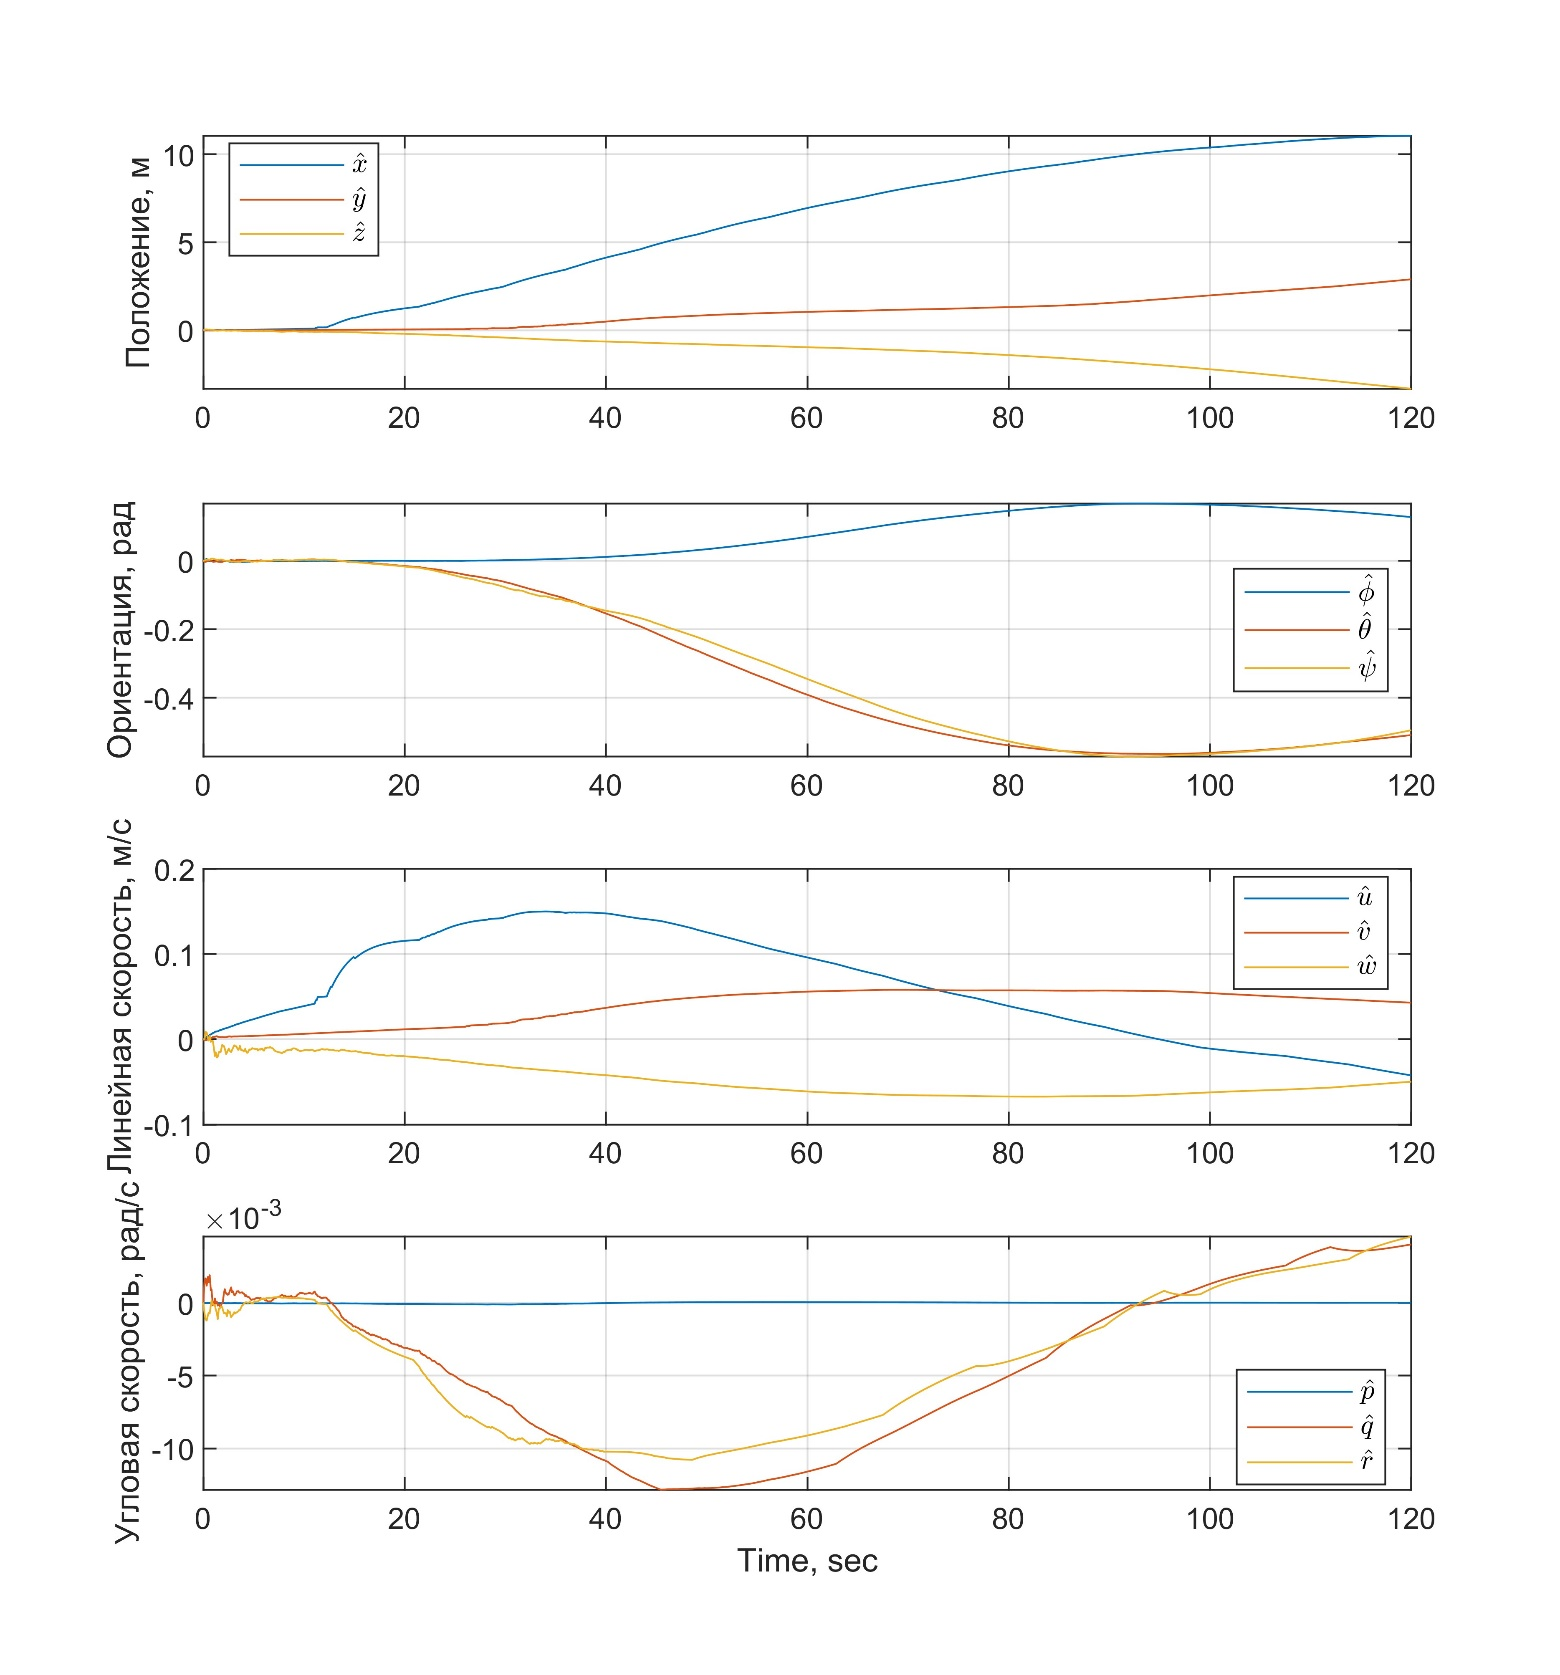 Положение, м
10
5
0
x̂
ŷ
ẑ
0 20 40 60 80 100 120
Ориентация, рад
0
-0.2
-0.4
ϕ̂
θ̂
ψ̂
0 20 40 60 80 100 120
Линейная скорость, м/с
0.2
0.1
0
-0.1
û
v̂
ŵ
0 20 40 60 80 100 120
Угловая скорость, рад/с
×10⁻³
0
-5
-10
p̂
q̂
r̂
0 20 40 60 80 100 120
Time, sec